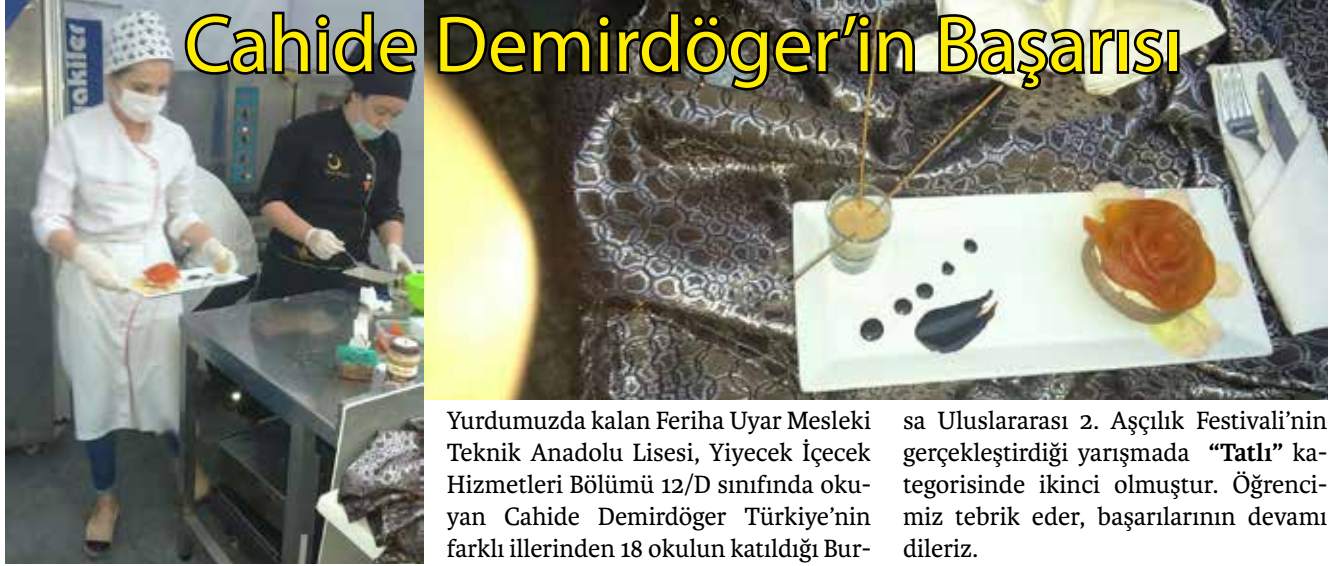 Cahide Demirdöger’in Başarısı
akiler
Yurdumuzda kalan Feriha Uyar Mesleki
Teknik Anadolu Lisesi, Yiyecek İçecek
Hizmetleri Bölümü 12/D sınıfında oku-
yan Cahide Demirdöger Türkiye’nin
farklı illerinden 18 okulun katıldığı Bur-
sa Uluslararası 2. Aşçılık Festivali’nin
gerçekleştirdiği yarışmada “Tatlı” ka-
tegorisinde ikinci olmuştur. Öğrenci-
miz tebrik eder, başarılarının devamı
dileriz.